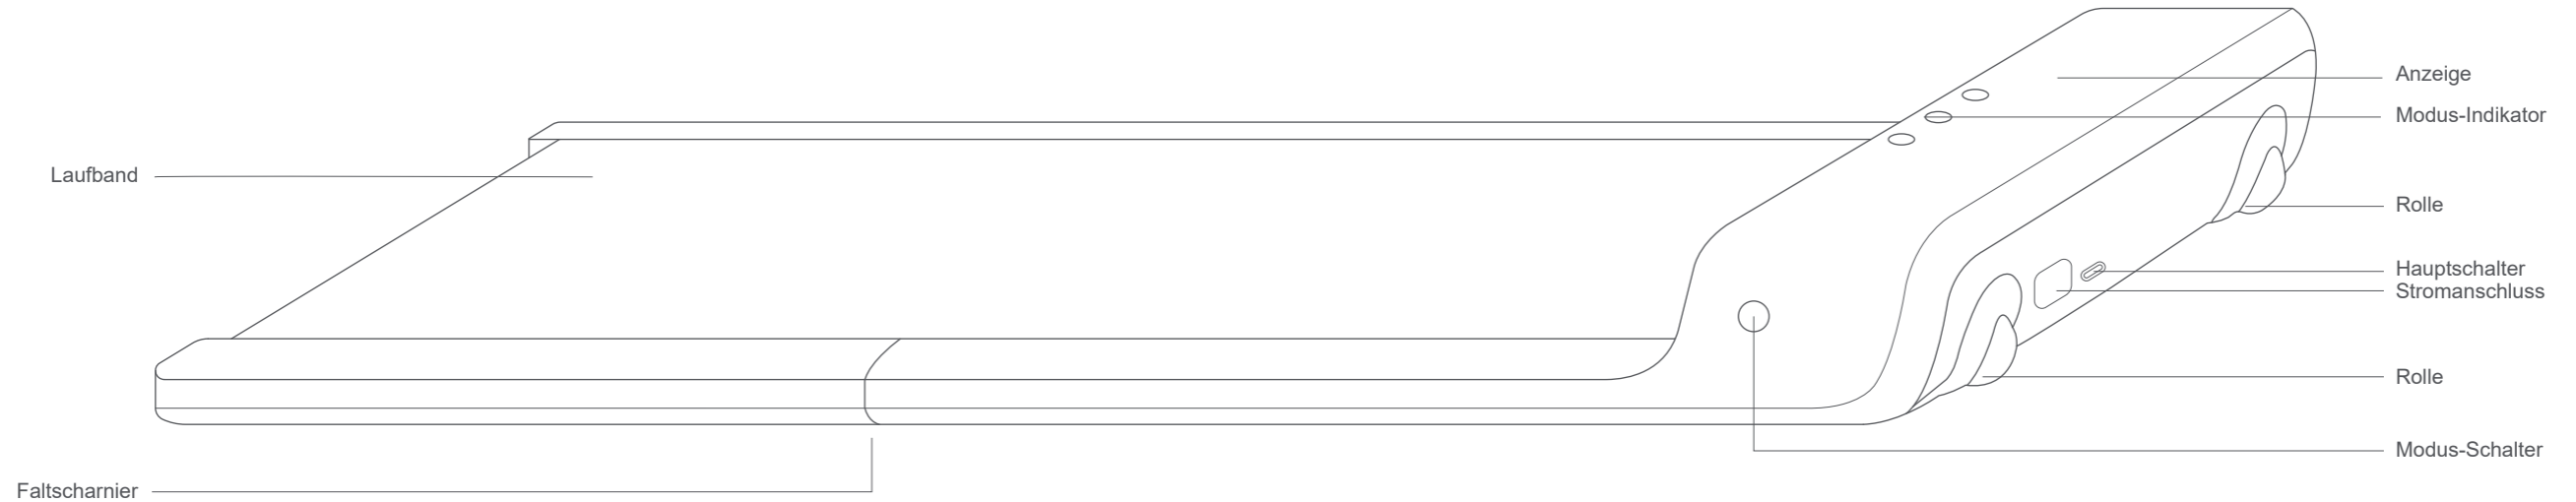 Anzeige
Modus-Indikator
Laufband
Rolle
Hauptschalter
Stromanschluss
Rolle
Modus-Schalter
Faltscharnier